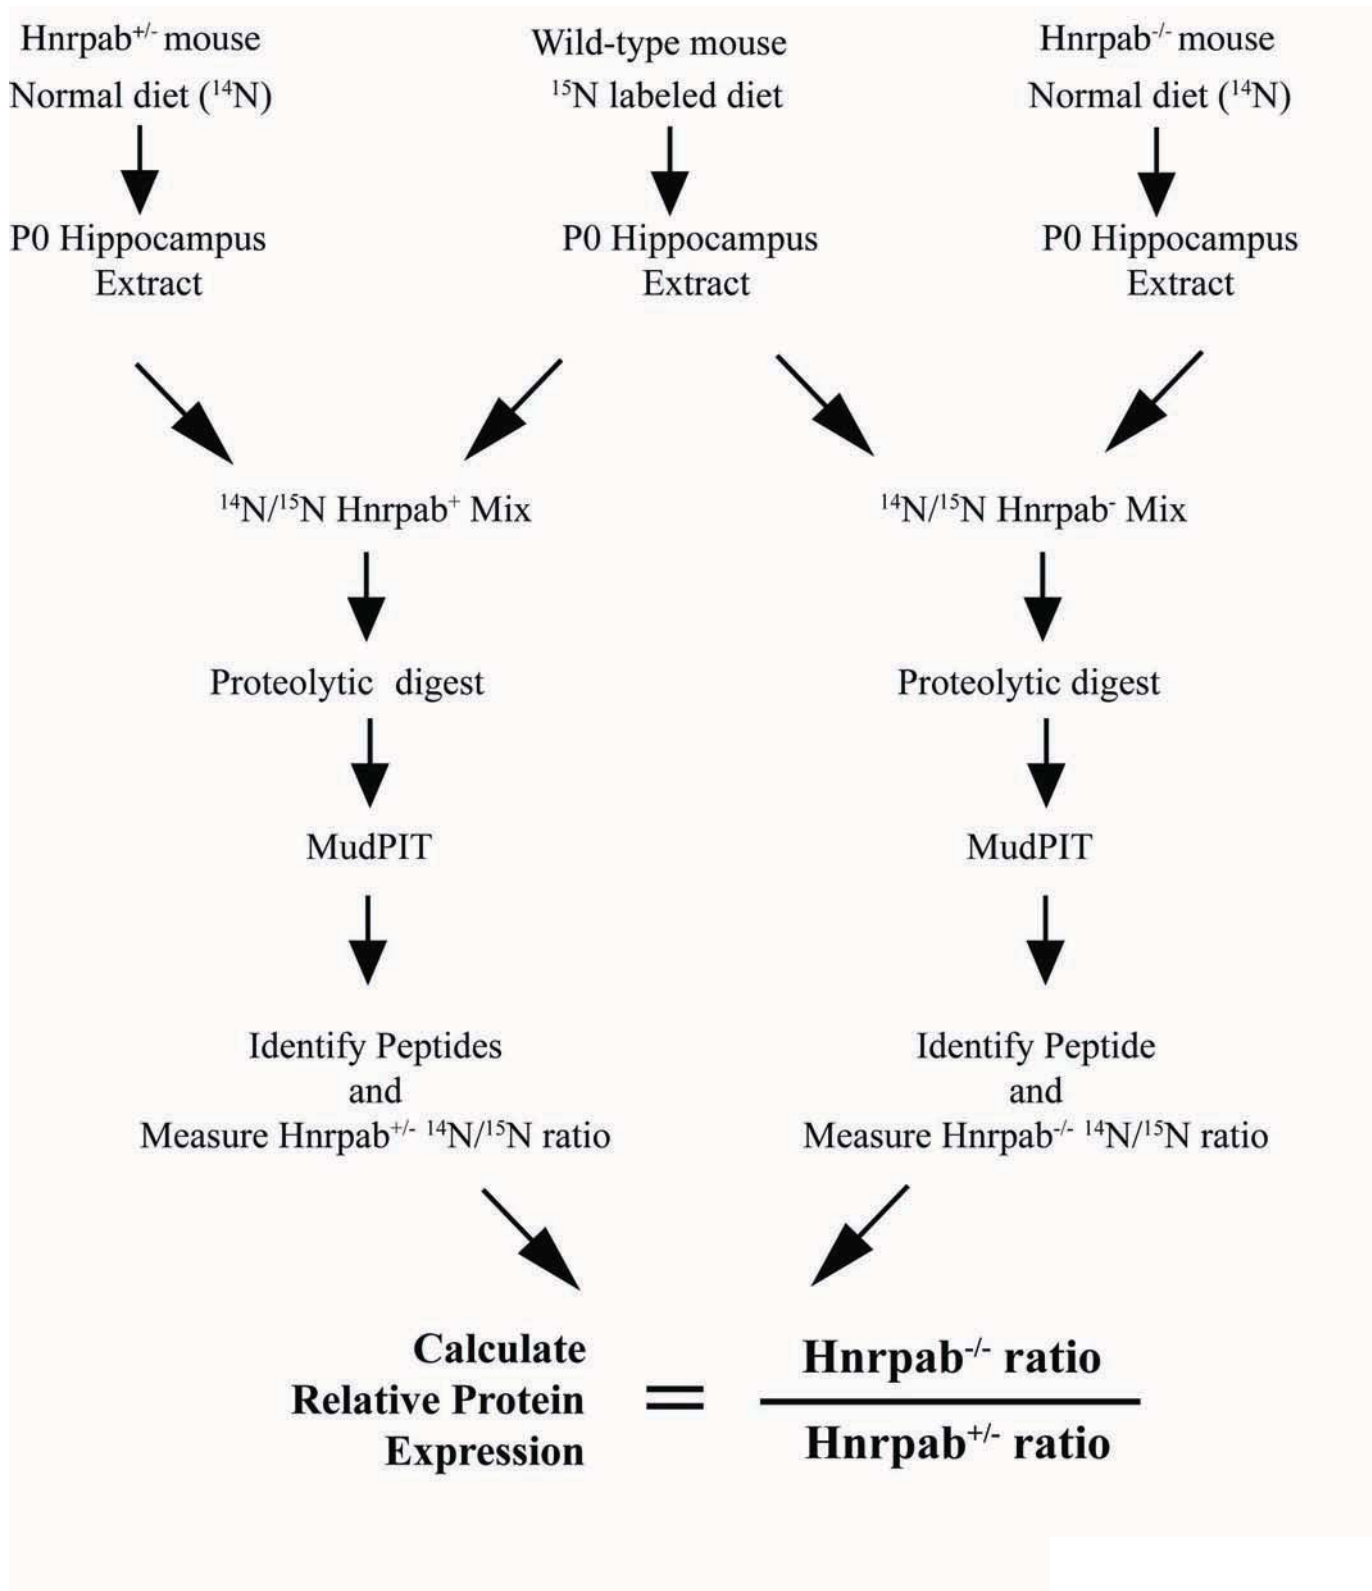 Hnrpab+/- mouse
Normal diet (14N)
Wild-type mouse
15N labeled diet
Hnrpab-/- mouse
Normal diet (14N)
P0 Hippocampus
Extract
P0 Hippocampus
Extract
P0 Hippocampus
Extract
14N/15N Hnrpab+ Mix
14N/15N Hnrpab- Mix
Proteolytic digest
Proteolytic digest
MudPIT
MudPIT
Identify Peptides
and
Measure Hnrpab+/- 14N/15N ratio
Identify Peptide
and
Measure Hnrpab-/- 14N/15N ratio
Calculate
Relative Protein
Expression
=
Hnrpab-/- ratio
Hnrpab+/- ratio